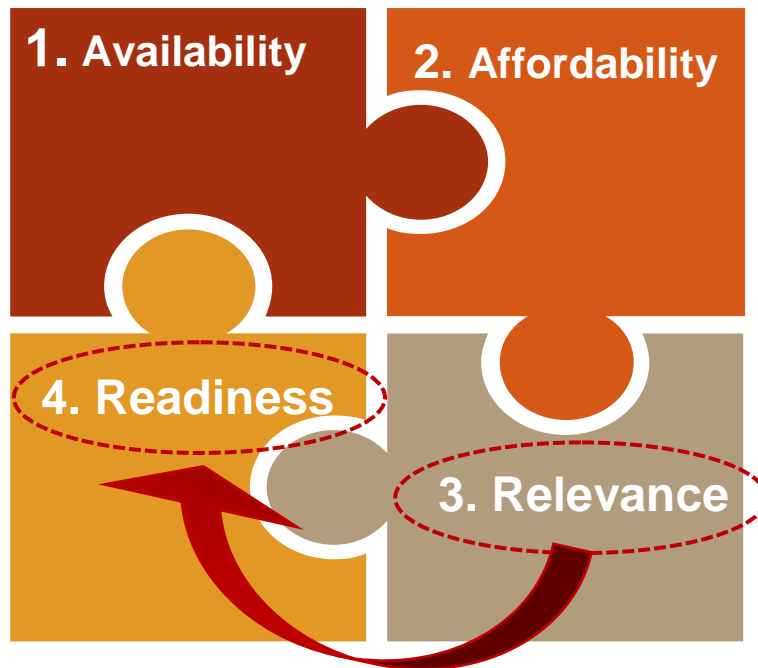 1. Availability
2. Affordability
4. Readiness
3. Relevance